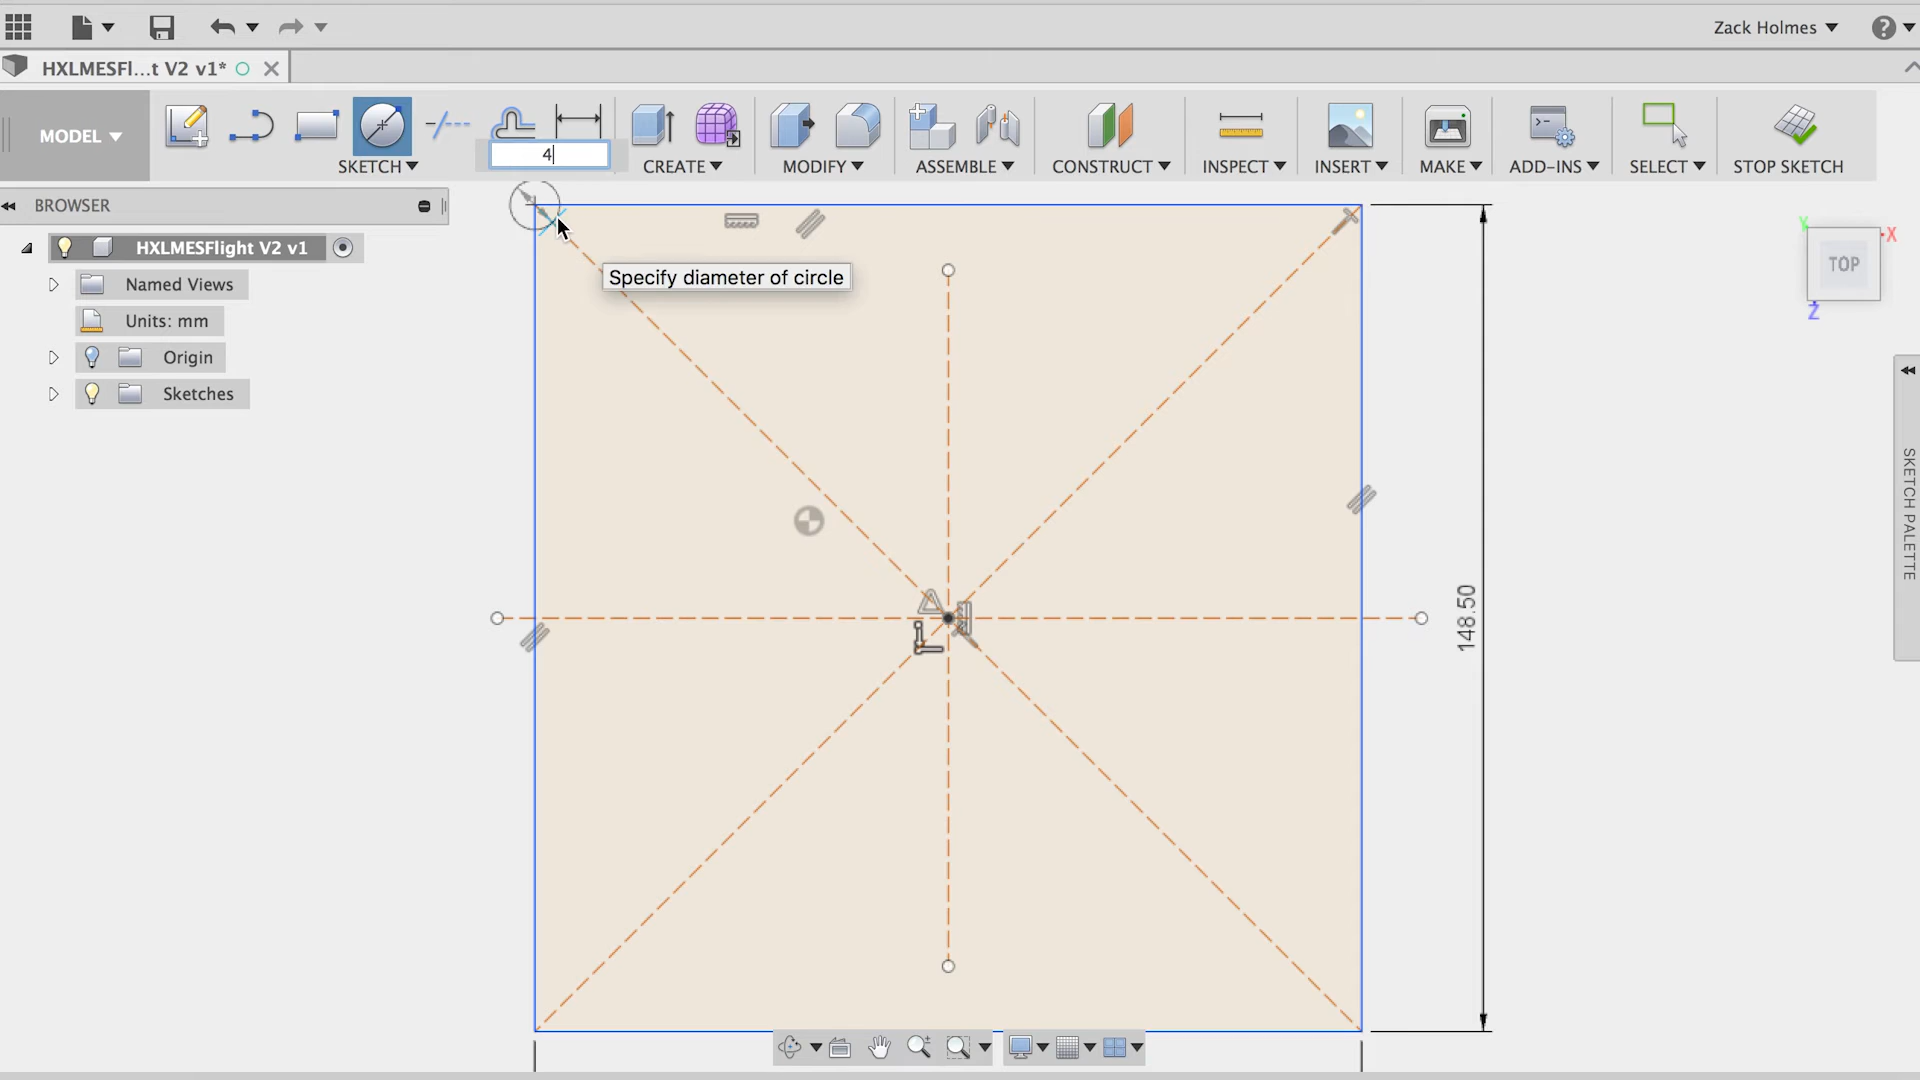 Zack Holmes
HXLMESFl...t V2 v1*
MODEL
4
SKETCH
CREATE
MODIFY
ASSEMBLE
CONSTRUCT
INSPECT
INSERT
MAKE
ADD-INS
SELECT
STOP SKETCH
BROWSER
HXLMESFlight V2 v1
Named Views
Units: mm
Origin
Sketches
Specify diameter of circle
Y
X
TOP
Z
SKETCH PALETTE
148.50